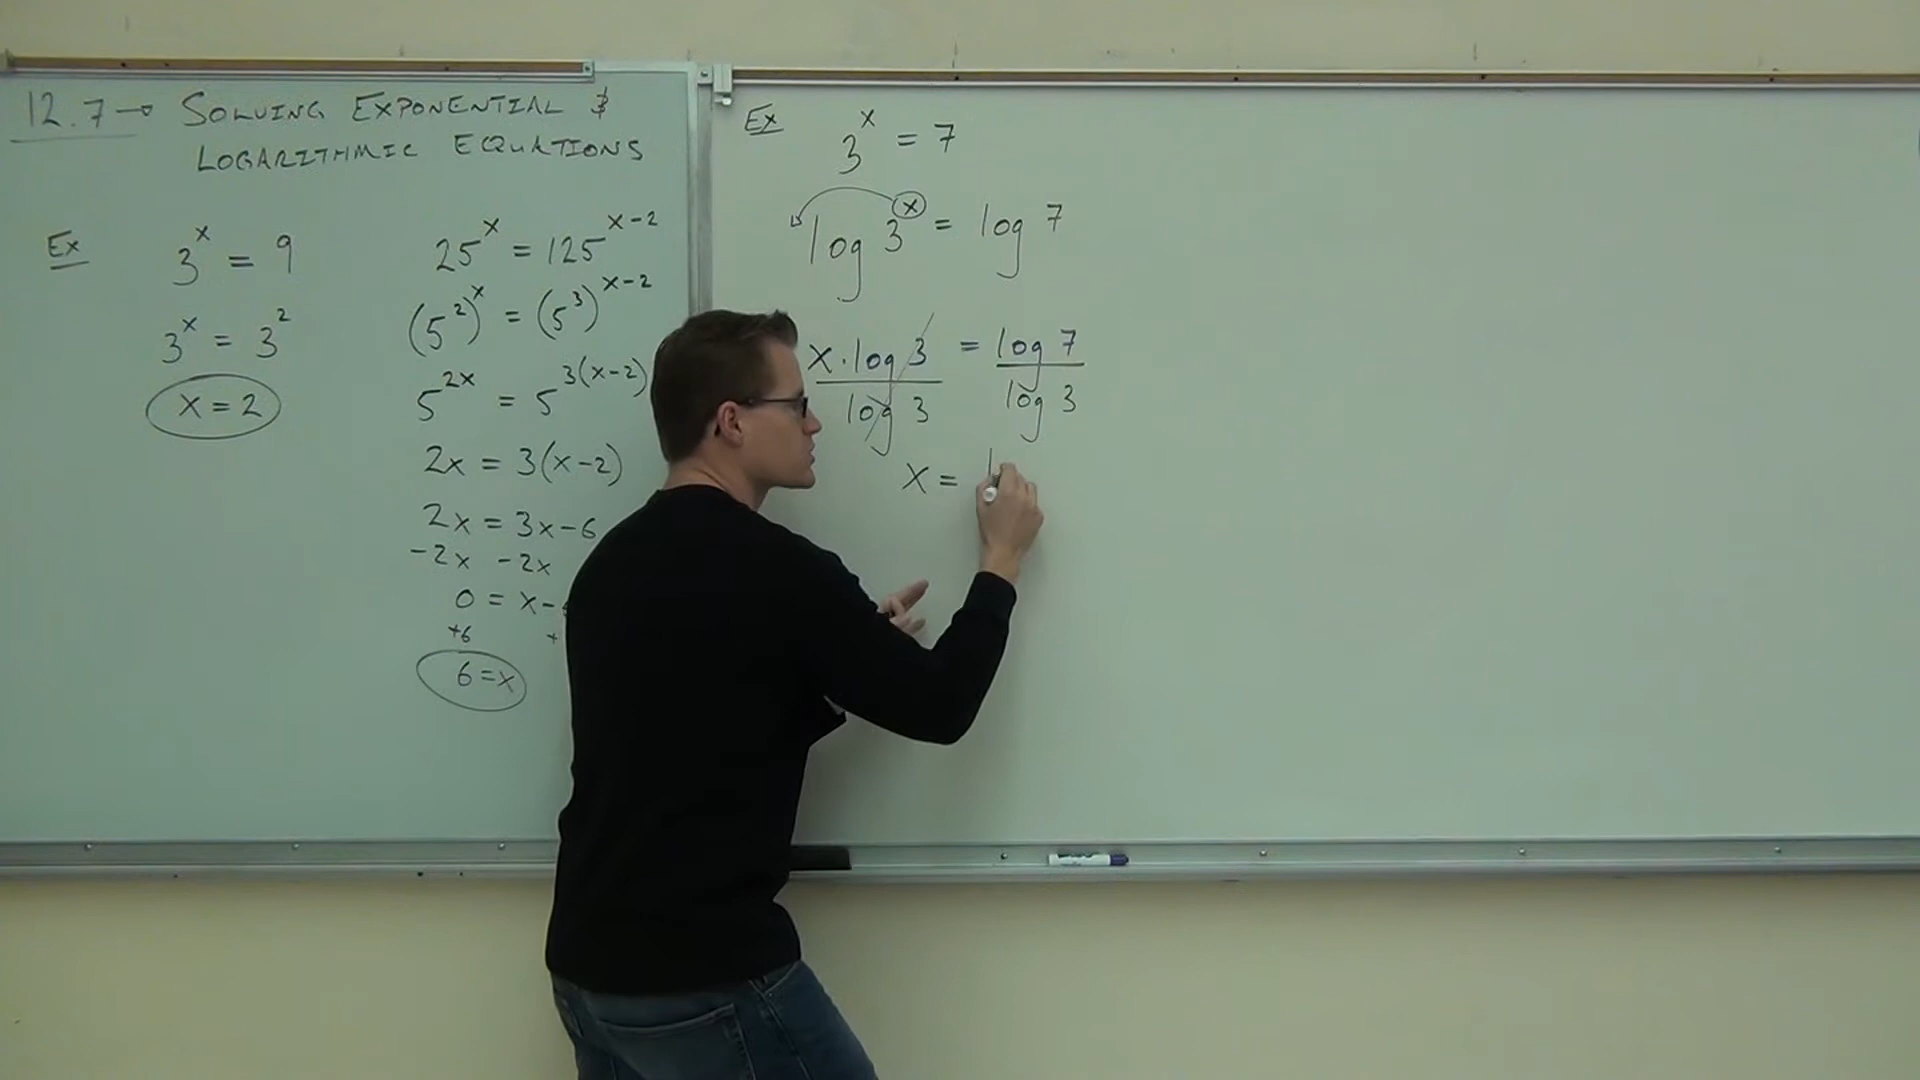 12.7 → SOLVING EXPONENTIAL &
LOGARITHMIC EQUATIONS
Ex
3^x = 9
3^x = 3^2
x = 2
25^x = 125^(x-2)
(5^2)^x = (5^3)^(x-2)
5^(2x) = 5^(3(x-2))
2x = 3(x-2)
2x = 3x-6
-2x -2x
0 = x-
+6 +
6 = x
Ex
3^x = 7
log 3^x = log 7
x · log 3 / log 3 = log 7 / log 3
x =